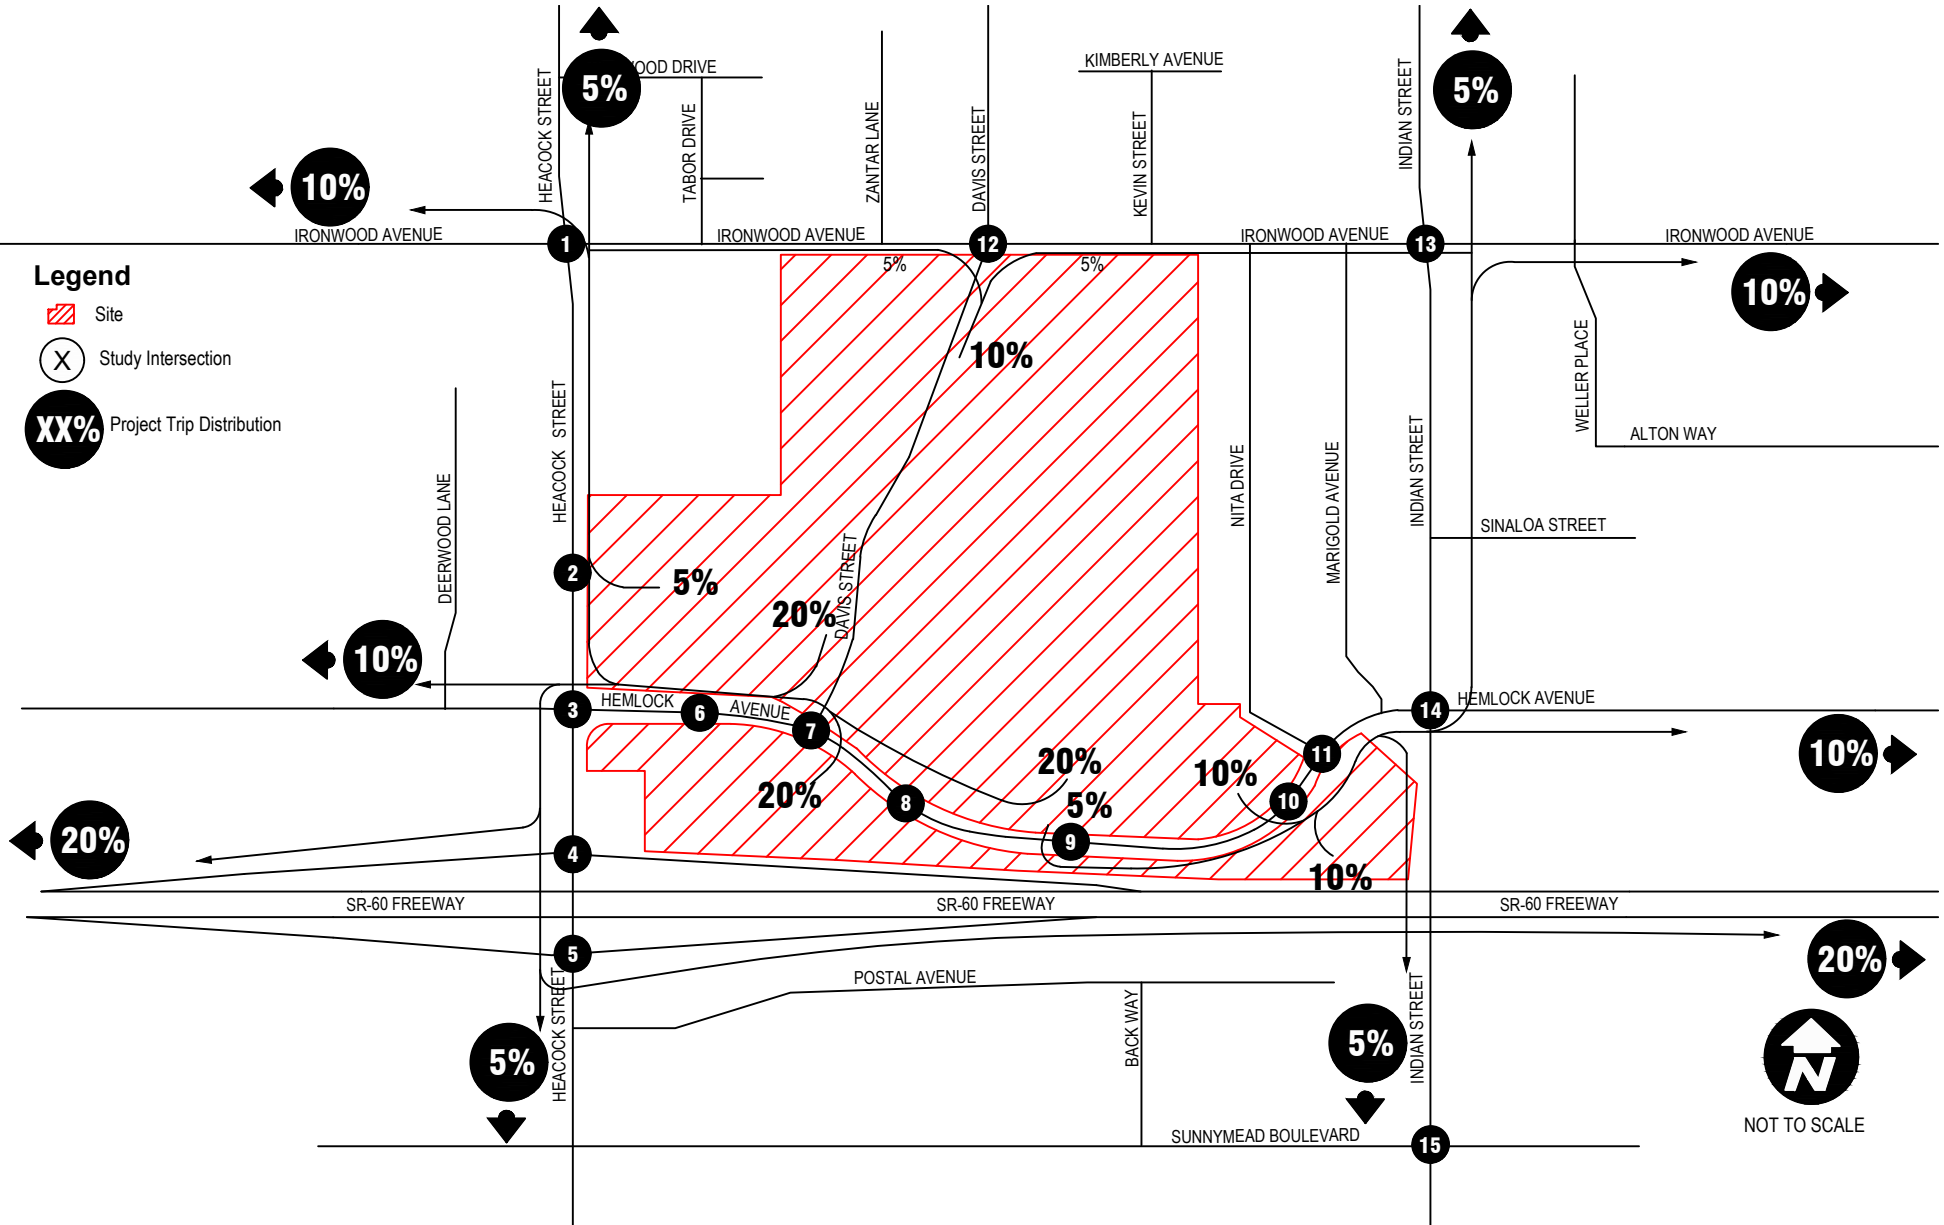 5%
5%
HEACOCK STREET
OOD DRIVE
TABOR DRIVE
ZANTAR LANE
DAVIS STREET
KIMBERLY AVENUE
KEVIN STREET
INDIAN STREET
10%
IRONWOOD AVENUE
1
IRONWOOD AVENUE
12
IRONWOOD AVENUE
13
IRONWOOD AVENUE
5%
5%
10%
Legend
Site
X
Study Intersection
XX%
Project Trip Distribution
10%
HEACOCK STREET
DEERWOOD LANE
NITA DRIVE
MARIGOLD AVENUE
INDIAN STREET
WELLER PLACE
ALTON WAY
SINALOA STREET
2
5%
20%
DAVIS STREET
10%
3
HEMLOCK
6
AVENUE
7
14
HEMLOCK AVENUE
20%
8
20%
5%
9
10%
10
11
10%
10%
20%
4
SR-60 FREEWAY
SR-60 FREEWAY
SR-60 FREEWAY
5
20%
POSTAL AVENUE
HEACOCK STREET
BACK WAY
INDIAN STREET
5%
5%
N
NOT TO SCALE
SUNNYMEAD BOULEVARD
15